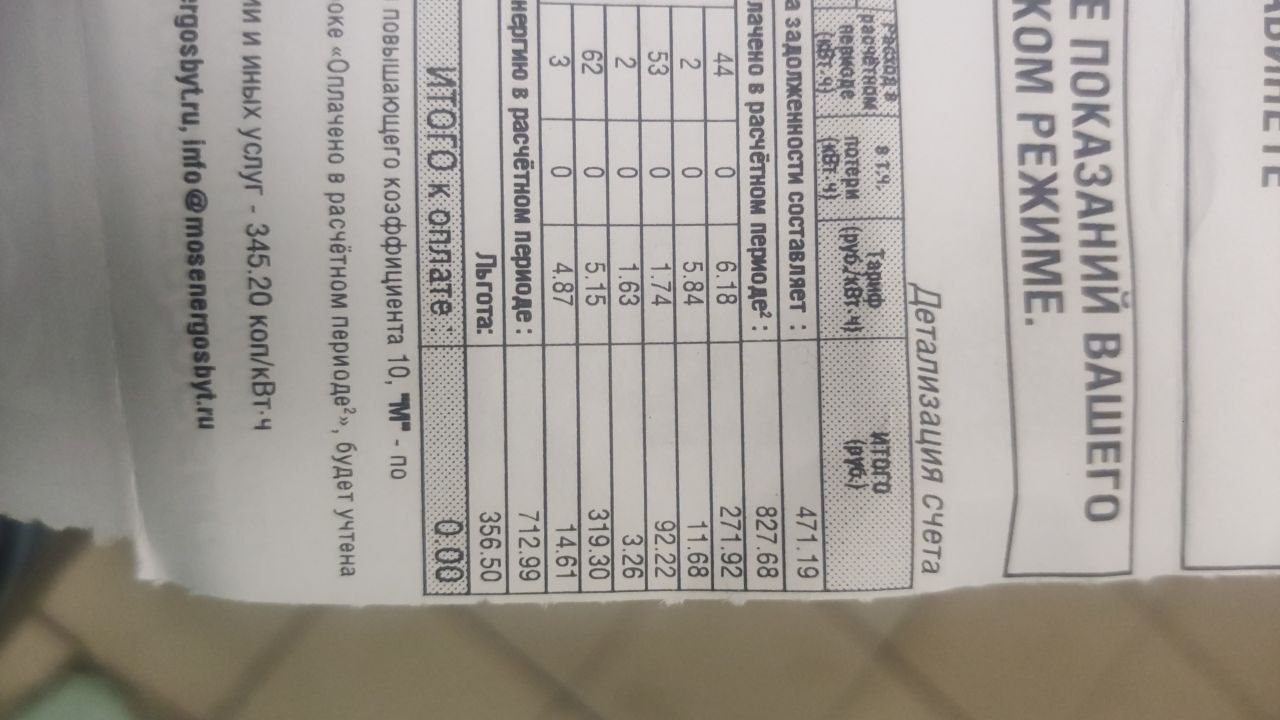 АБИНЕТЕ
Е ПОКАЗАНИЙ ВАШЕГО
КОМ РЕЖИМЕ.
Детализация счета
Расход в расчётном периоде (кВт·ч) в т.ч. потери (кВт·ч) Тариф (руб./кВт·ч) ИТОГО (руб.)
а задолженности составляет : 471.19
лачено в расчётном периоде² : 827.68
44 0 6.18 271.92
2 0 5.84 11.68
53 0 1.74 92.22
2 0 1.63 3.26
62 0 5.15 319.30
3 0 4.87 14.61
нергию в расчётном периоде : 712.99
Льгота: 356.50
ИТОГО к оплате : 0.00
повышающего коэффициента 10, "М" - по
роке «Оплачено в расчётном периоде²», будет учтена
ии и иных услуг - 345.20 коп/кВт·ч
ergosbyt.ru, info@mosenergosbyt.ru